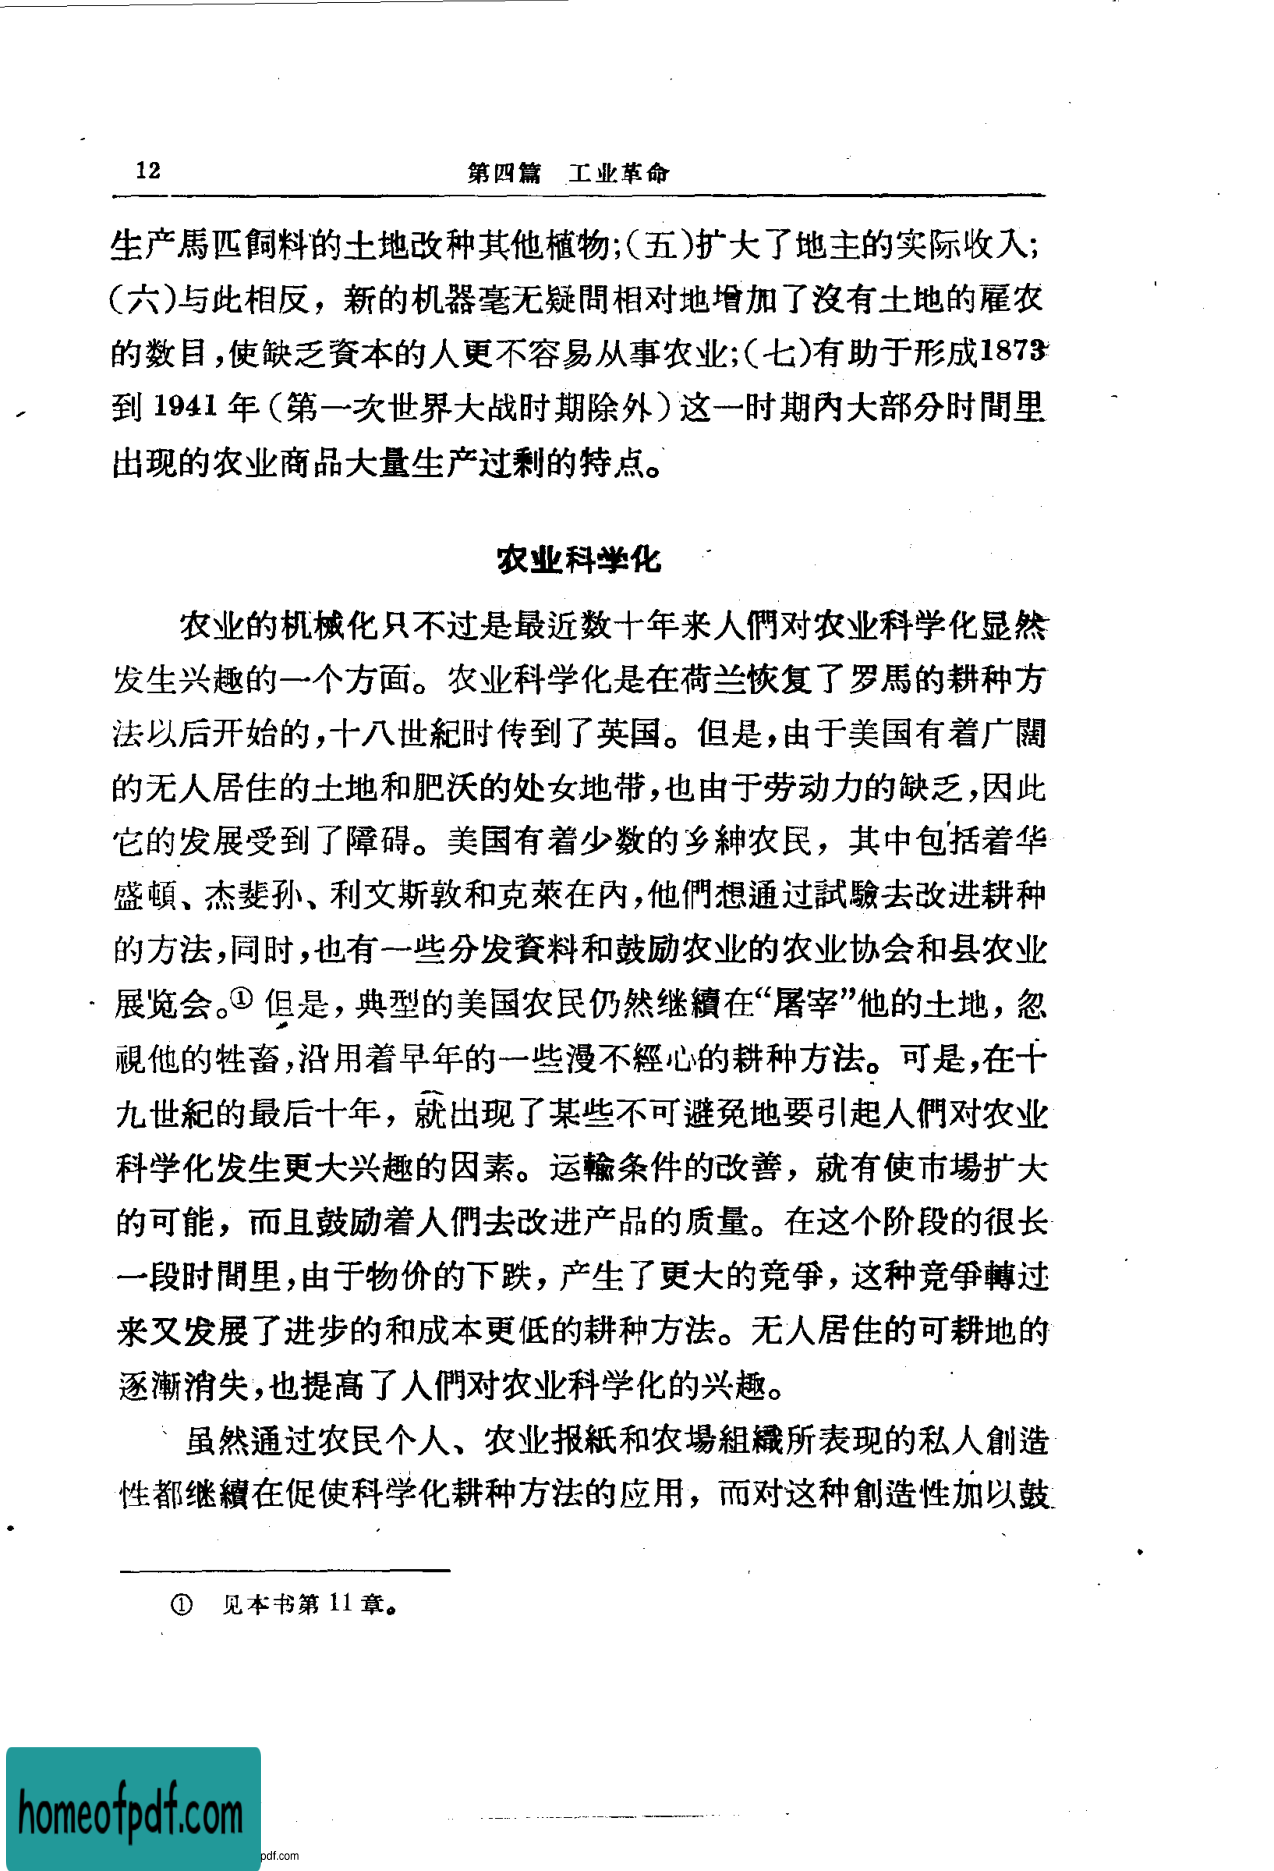 12 第四篇 工业革命
生产馬匹飼料的土地改种其他植物;(五)扩大了地主的实际收入;
(六)与此相反，新的机器毫无疑問相对地增加了沒有土地的雇农
的数目,使缺乏資本的人更不容易从事农业;(七)有助于形成1873
到 1941 年（第一次世界大战时期除外）这一时期內大部分时間里
出现的农业商品大量生产过剩的特点。
农业科学化
农业的机械化只不过是最近数十年来人們对农业科学化显然
发生兴趣的一个方面。农业科学化是在荷兰恢复了罗馬的耕种方
法以后开始的,十八世紀时传到了英国。但是,由于美国有着广闊
的无人居住的土地和肥沃的处女地带,也由于劳动力的缺乏,因此
它的发展受到了障碍。美国有着少数的乡紳农民，其中包括着华
盛頓、杰斐孙、利文斯敦和克萊在內,他們想通过試驗去改进耕种
的方法,同时,也有一些分发資料和鼓励农业的农业协会和县农业
展览会。① 但是，典型的美国农民仍然继續在“屠宰”他的土地，忽
視他的牲畜,沿用着早年的一些漫不經心的耕种方法。可是,在十
九世紀的最后十年，就出现了某些不可避免地要引起人們对农业
科学化发生更大兴趣的因素。运輸条件的改善，就有使市場扩大
的可能，而且鼓励着人們去改进产品的质量。在这个阶段的很长
一段时間里,由于物价的下跌，产生了更大的竞爭，这种竞爭轉过
来又发展了进步的和成本更低的耕种方法。无人居住的可耕地的
逐漸消失,也提高了人們对农业科学化的兴趣。
虽然通过农民个人、农业报紙和农場組織所表现的私人創造
性都继續在促使科学化耕种方法的应用，而对这种創造性加以鼓
① 见本书第 11 章。
homeofpdf.com
pdf.com